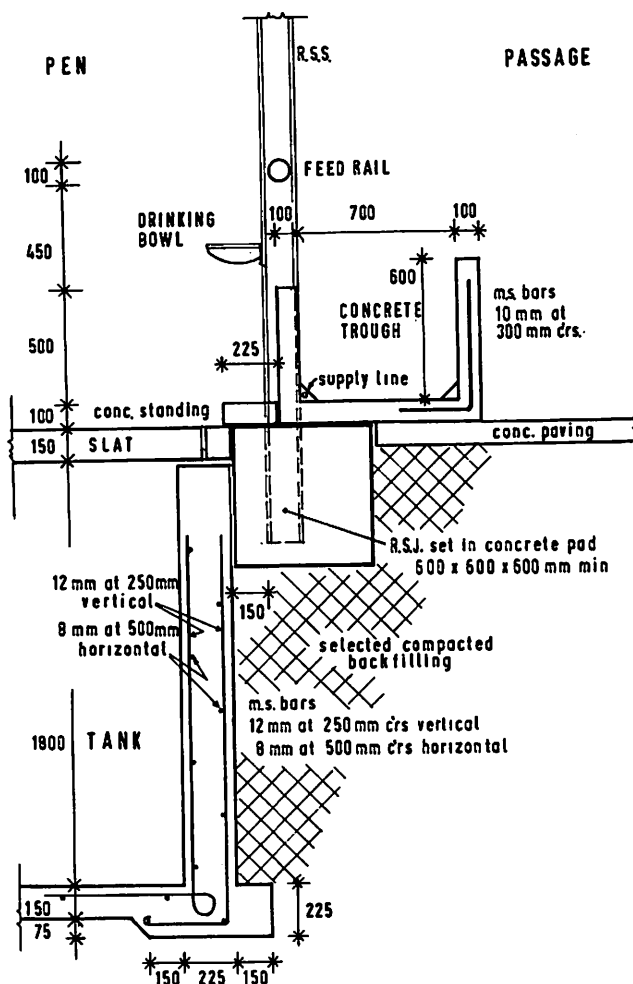 PEN
R.S.S.
PASSAGE
100
FEED RAIL
DRINKING
BOWL
100
700
100
450
600
m.s. bars
10 mm at
300 mm crs.
CONCRETE
TROUGH
500
225
supply line
100
conc. standing
150
SLAT
conc. paving
R.S.J. set in concrete pad
600 x 600 x 600 mm min
12 mm at 250mm
vertical
150
8 mm at 500mm
horizontal
selected compacted
backfilling
m.s. bars
12 mm at 250 mm c'rs vertical
8 mm at 500 mm c'rs horizontal
1800
TANK
150
75
225
150
225
150